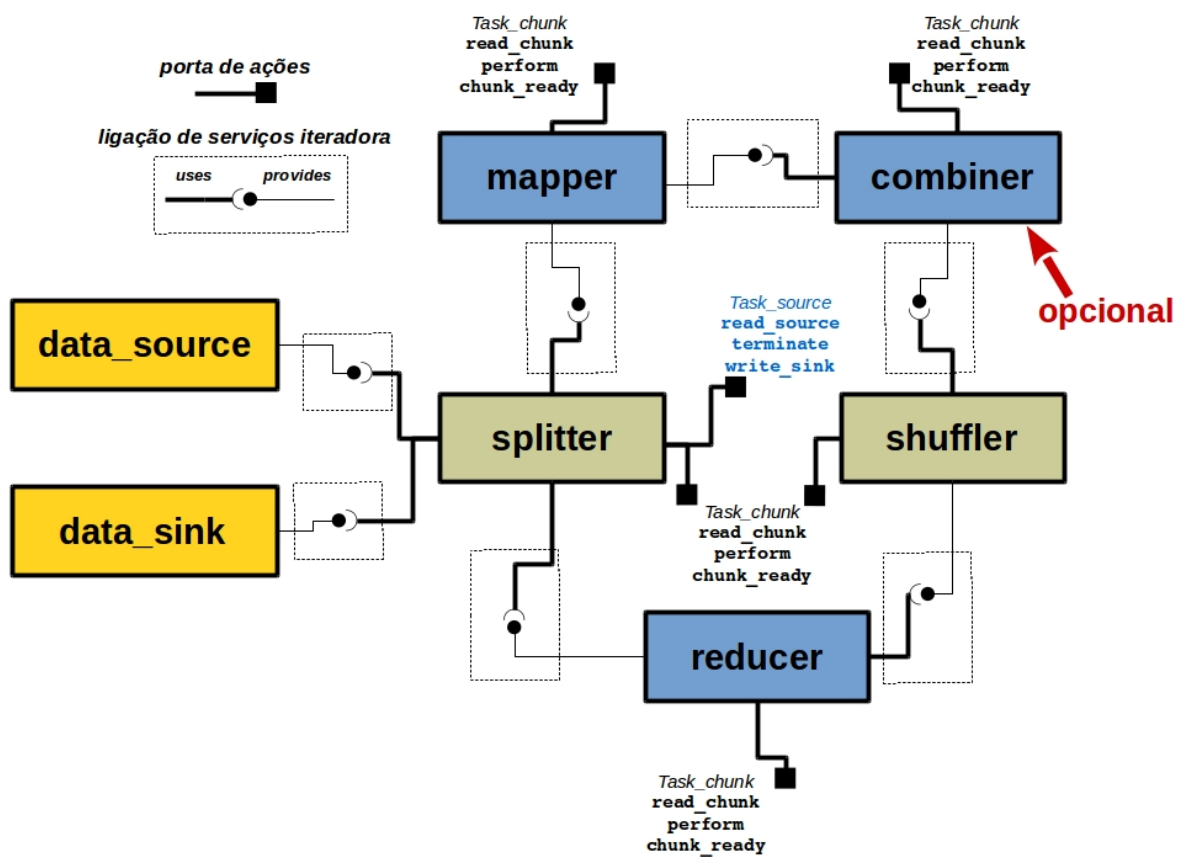 Task_chunk
read_chunk
perform
chunk_ready
Task_chunk
read_chunk
perform
chunk_ready
porta de ações
ligação de serviços iteradora
uses provides
mapper
combiner
opcional
data_source
Task_source
read_source
terminate
write_sink
splitter
shuffler
data_sink
Task_chunk
read_chunk
perform
chunk_ready
reducer
Task_chunk
read_chunk
perform
chunk_ready